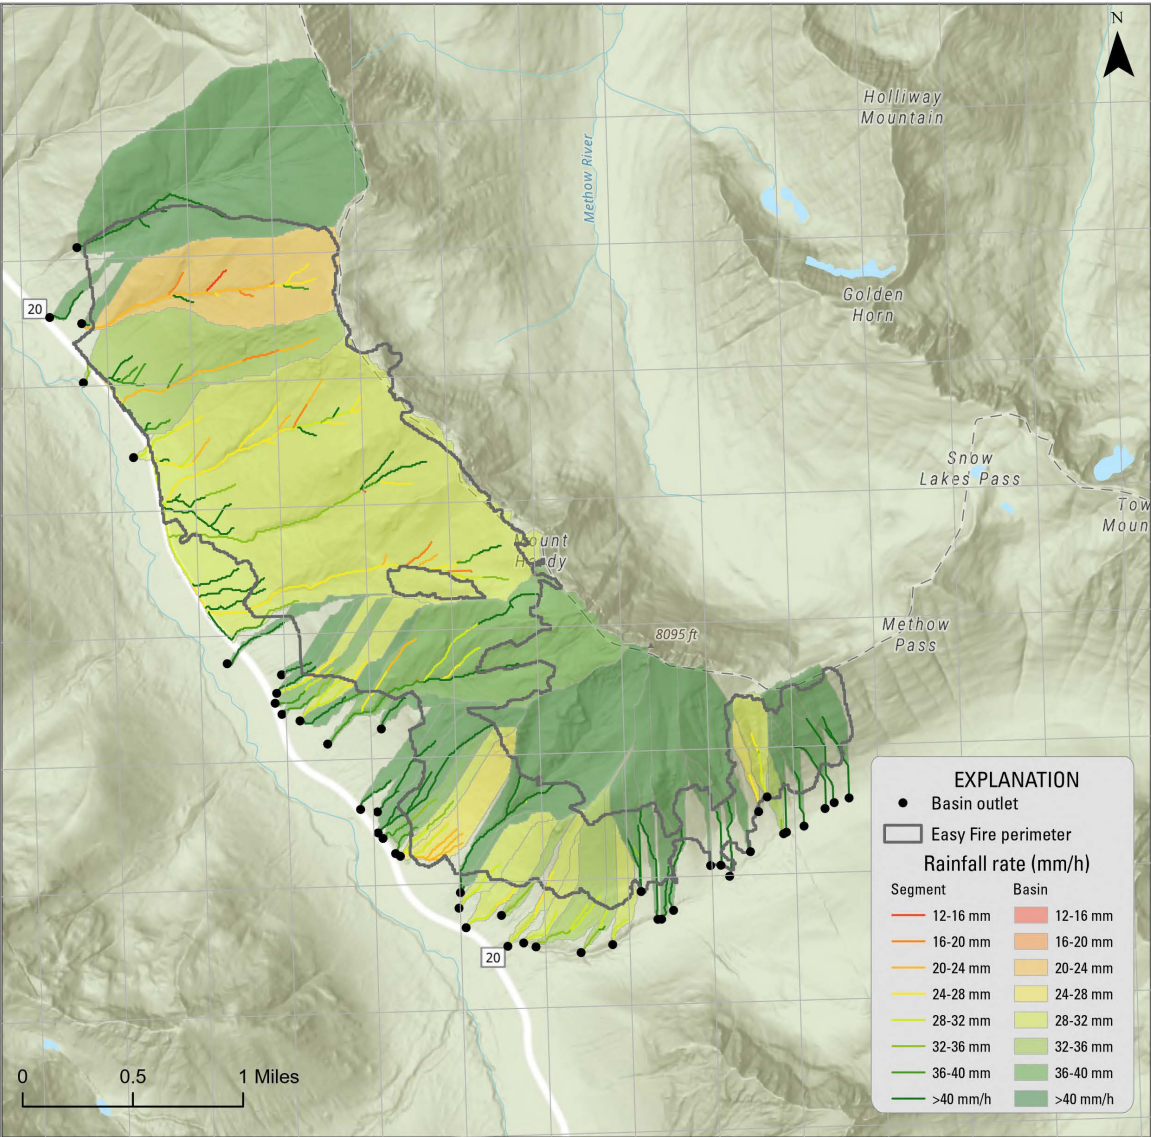 N
Holliway
Mountain
Methow River
Golden
Horn
20
Snow
Lakes Pass
Tow
Moun
Mount
H dy
Methow
Pass
8095 ft
20
EXPLANATION
Basin outlet
Easy Fire perimeter
Rainfall rate (mm/h)
Segment Basin
12-16 mm 12-16 mm
16-20 mm 16-20 mm
20-24 mm 20-24 mm
24-28 mm 24-28 mm
28-32 mm 28-32 mm
32-36 mm 32-36 mm
36-40 mm 36-40 mm
>40 mm/h >40 mm/h
0 0.5 1 Miles